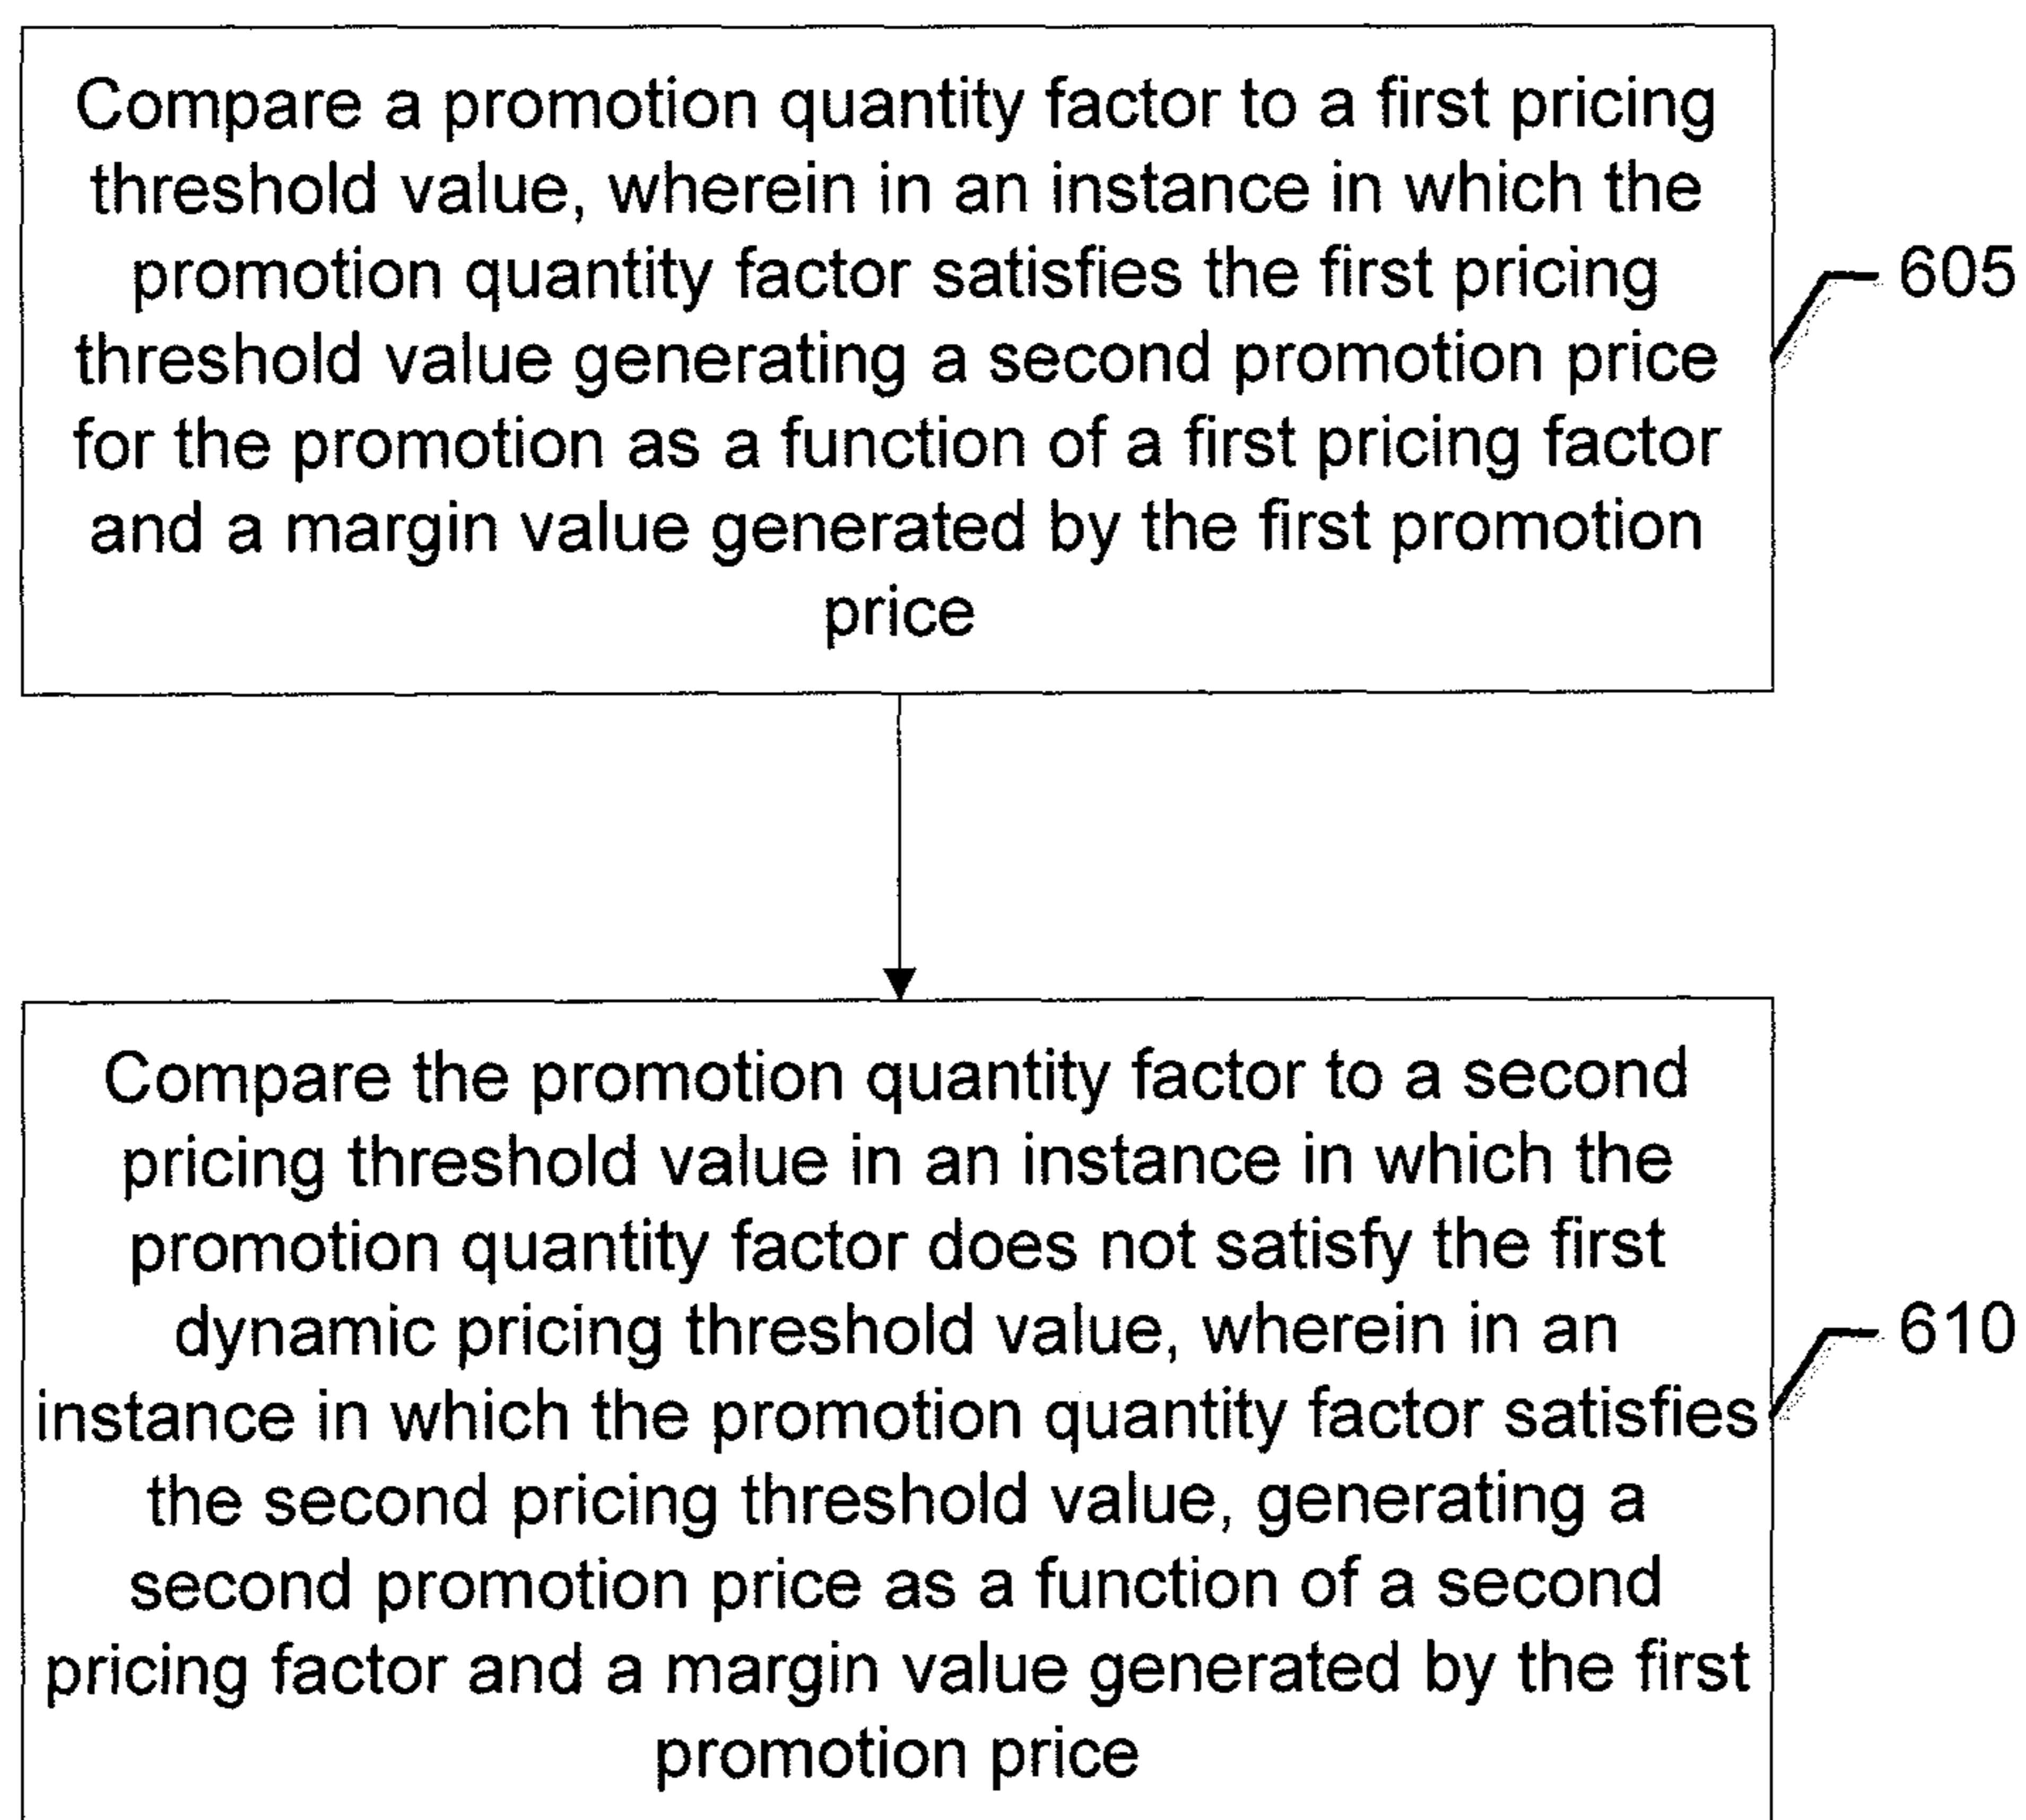 Compare a promotion quantity factor to a first pricing
threshold value, wherein in an instance in which the
promotion quantity factor satisfies the first pricing
threshold value generating a second promotion price
for the promotion as a function of a first pricing factor
and a margin value generated by the first promotion
price
605
Compare the promotion quantity factor to a second
pricing threshold value in an instance in which the
promotion quantity factor does not satisfy the first
dynamic pricing threshold value, wherein in an
instance in which the promotion quantity factor satisfies
the second pricing threshold value, generating a
second promotion price as a function of a second
pricing factor and a margin value generated by the first
promotion price
610